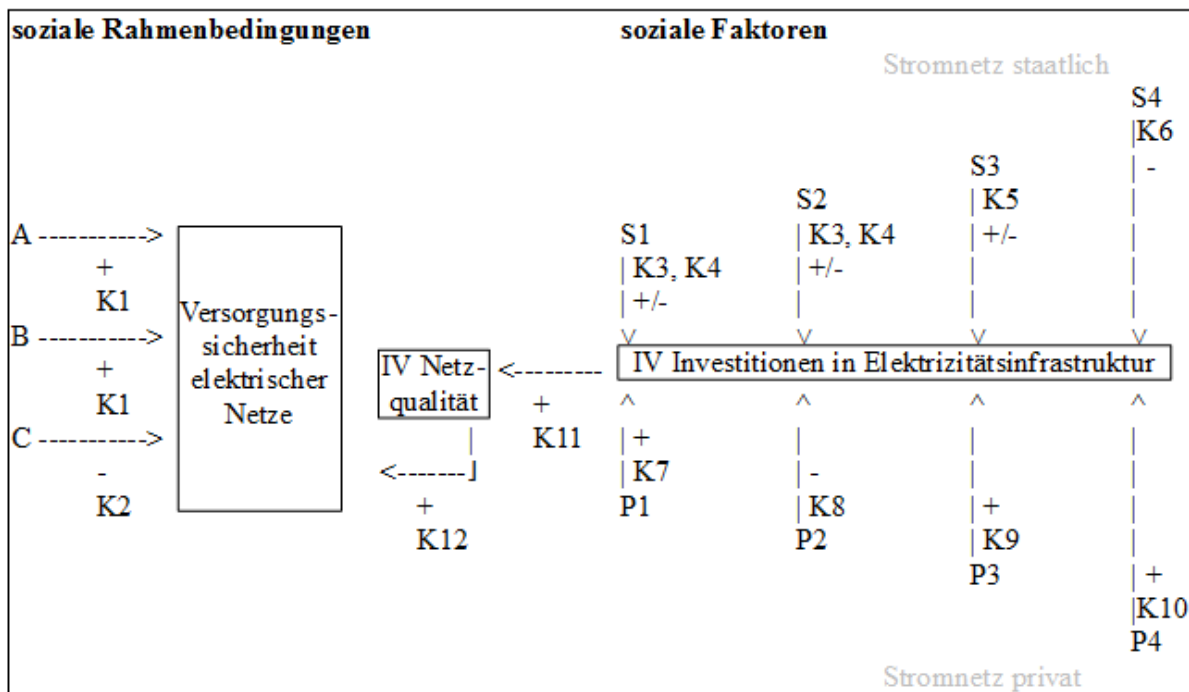 soziale Rahmenbedingungen
soziale Faktoren
Stromnetz staatlich
S4
|K6
| -
S3
| K5
| +/-
S2
| K3, K4
| +/-
S1
| K3, K4
| +/-
A ----------->
+
K1
B ----------->
+
K1
C ----------->
-
K2
Versorgungs-
sicherheit
elektrischer
Netze
IV Netz-
qualität
<---------
+
K11
<-------┘
+
K12
IV Investitionen in Elektrizitätsinfrastruktur
| +
| K7
P1
| -
| K8
P2
| +
| K9
P3
| +
|K10
P4
Stromnetz privat